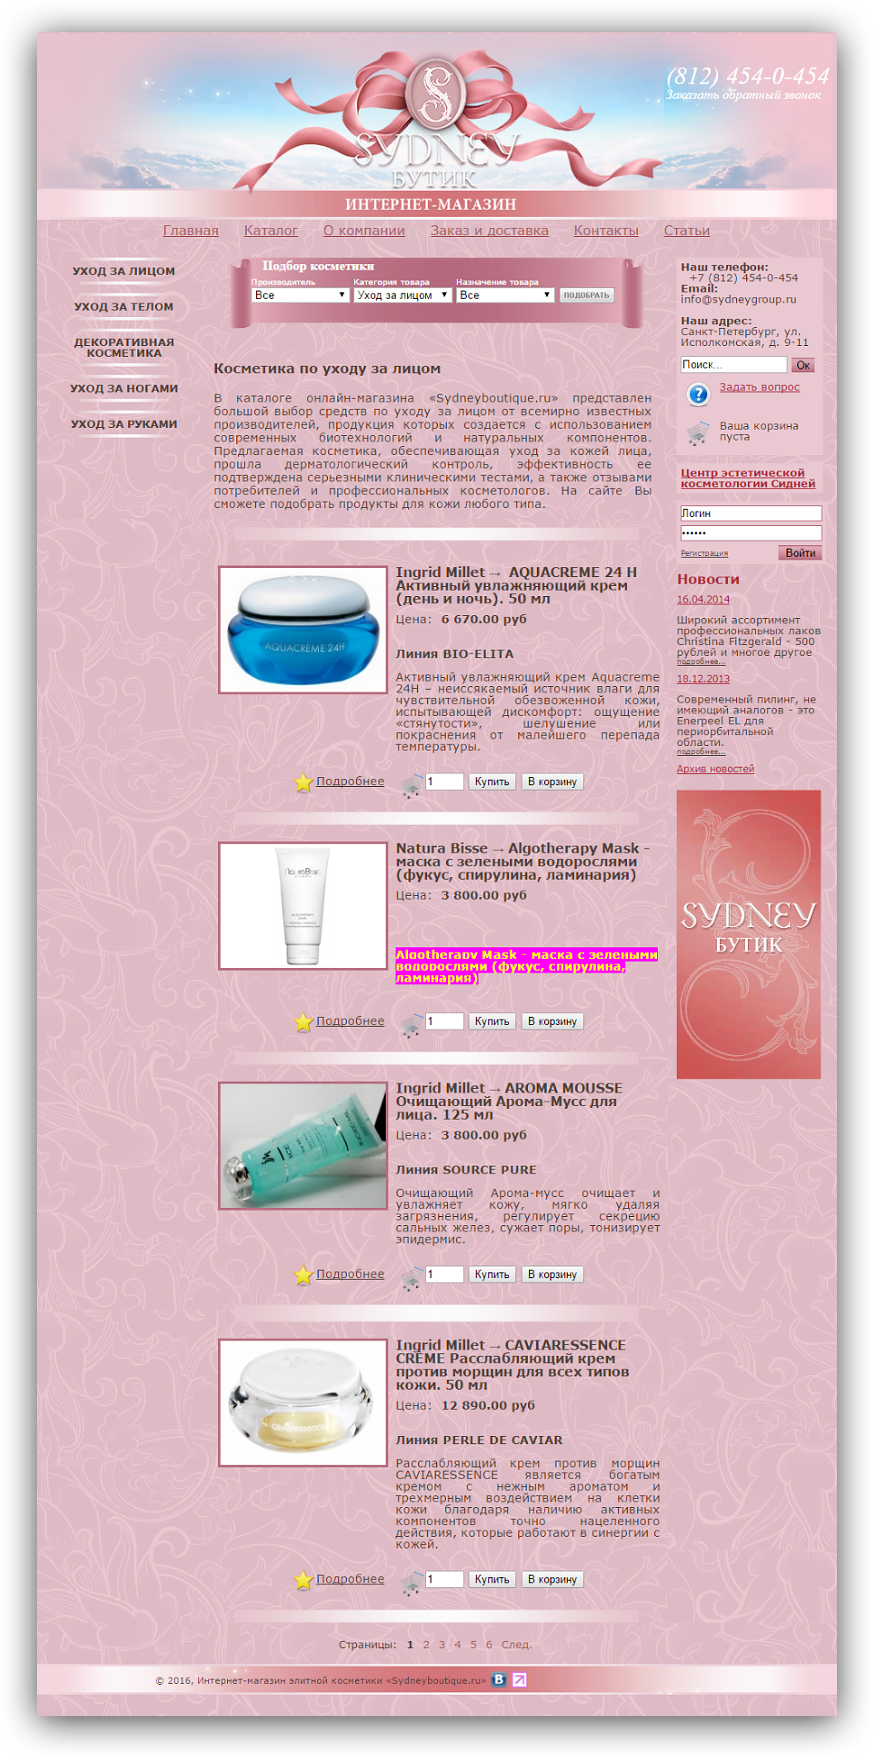 (812) 454-0-454
Заказать обратный звонок
S
SYDNEY
БУТИК
ИНТЕРНЕТ-МАГАЗИН
Главная Каталог О компании Заказ и доставка Контакты Статьи
УХОД ЗА ЛИЦОМ
УХОД ЗА ТЕЛОМ
ДЕКОРАТИВНАЯ
КОСМЕТИКА
УХОД ЗА НОГАМИ
УХОД ЗА РУКАМИ
Подбор косметики
Производитель Категория товара Назначение товара
Все Уход за лицом Все ПОДОБРАТЬ
Косметика по уходу за лицом
В каталоге онлайн-магазина «Sydneyboutique.ru» представлен
большой выбор средств по уходу за лицом от всемирно известных
производителей, продукция которых создается с использованием
современных биотехнологий и натуральных компонентов.
Предлагаемая косметика, обеспечивающая уход за кожей лица,
прошла дерматологический контроль, эффективность ее
подтверждена серьезными клиническими тестами, а также отзывами
потребителей и профессиональных косметологов. На сайте Вы
сможете подобрать продукты для кожи любого типа.
AQUACRÈME 24H
Ingrid Millet → AQUACREME 24 H
Активный увлажняющий крем
(день и ночь). 50 мл
Цена: 6 670.00 руб
Линия BIO-ELITA
Активный увлажняющий крем Aquacreme
24H – неиссякаемый источник влаги для
чувствительной обезвоженной кожи,
испытывающей дискомфорт: ощущение
«стянутости», шелушение или
покраснения от малейшего перепада
температуры.
Подробнее 1 Купить В корзину
Natura Bisse → Algotherapy Mask -
маска с зелеными водорослями
(фукус, спирулина, ламинария)
Цена: 3 800.00 руб
Algotherapy Mask - маска с зелеными
водорослями (фукус, спирулина,
ламинария)
Подробнее 1 Купить В корзину
Ingrid Millet → AROMA MOUSSE
Очищающий Арома-Мусс для
лица. 125 мл
Цена: 3 800.00 руб
Линия SOURCE PURE
Очищающий Арома-мусс очищает и
увлажняет кожу, мягко удаляя
загрязнения, регулирует секрецию
сальных желез, сужает поры, тонизирует
эпидермис.
Подробнее 1 Купить В корзину
caviaressence
Ingrid Millet → CAVIARESSENCE
CRÈME Расслабляющий крем
против морщин для всех типов
кожи. 50 мл
Цена: 12 890.00 руб
Линия PERLE DE CAVIAR
Расслабляющий крем против морщин
CAVIARESSENCE является богатым
кремом с нежным ароматом и
трехмерным воздействием на клетки
кожи благодаря наличию активных
компонентов точно нацеленного
действия, которые работают в синергии с
кожей.
Подробнее 1 Купить В корзину
Страницы: 1 2 3 4 5 6 След.
Наш телефон:
+7 (812) 454-0-454
Email:
info@sydneygroup.ru
Наш адрес:
Санкт-Петербург, ул.
Исполкомская, д. 9-11
Поиск... Ок
Задать вопрос
Ваша корзина
пуста
Центр эстетической
косметологии Сидней
Логин
••••••
Регистрация Войти
Новости
16.04.2014
Широкий ассортимент
профессиональных лаков
Christina Fitzgerald - 500
рублей и многое другое
подробнее...
18.12.2013
Современный пилинг, не
имеющий аналогов - это
Enerpeel EL для
периорбитальной
области.
подробнее...
Архив новостей
SYDNEY
БУТИК
© 2016, Интернет-магазин элитной косметики «Sydneyboutique.ru» В